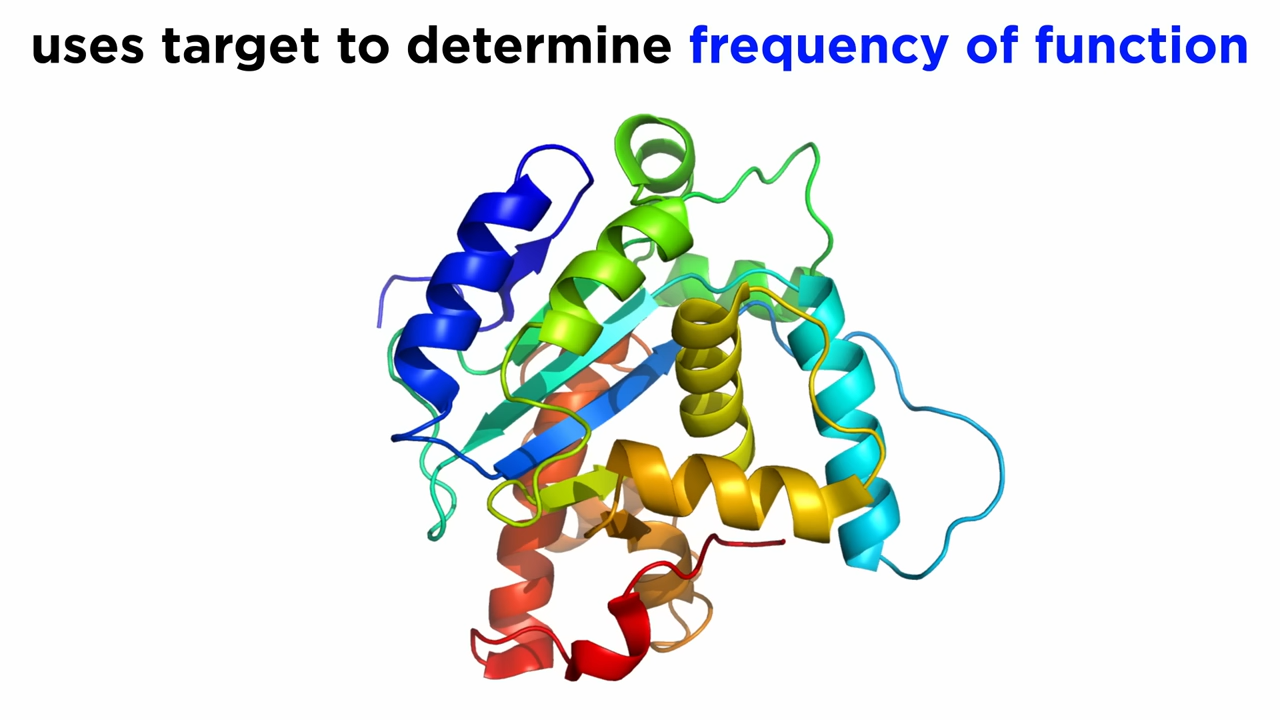 uses target to determine frequency of function